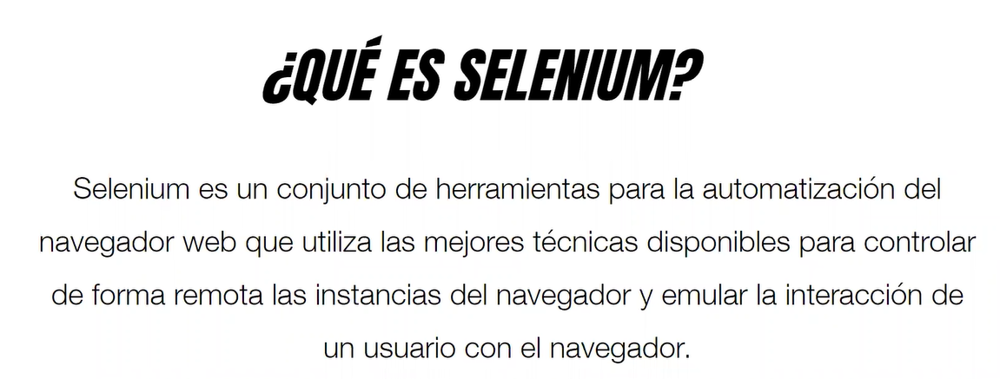 ¿QUÉ ES SELENIUM?
Selenium es un conjunto de herramientas para la automatización del
navegador web que utiliza las mejores técnicas disponibles para controlar
de forma remota las instancias del navegador y emular la interacción de
un usuario con el navegador.